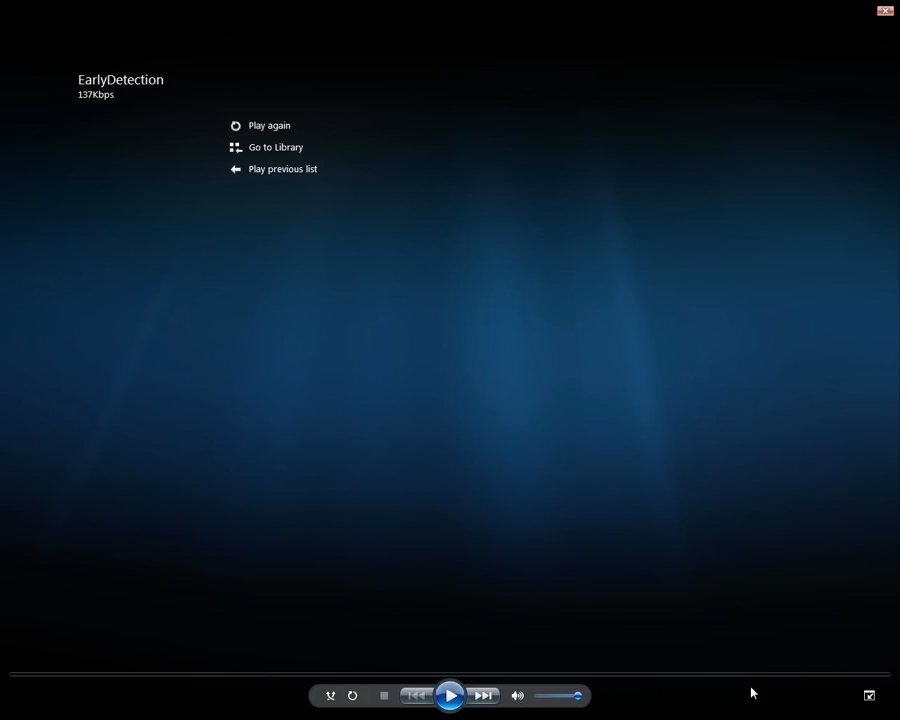 EarlyDetection
137Kbps
Play again
Go to Library
Play previous list